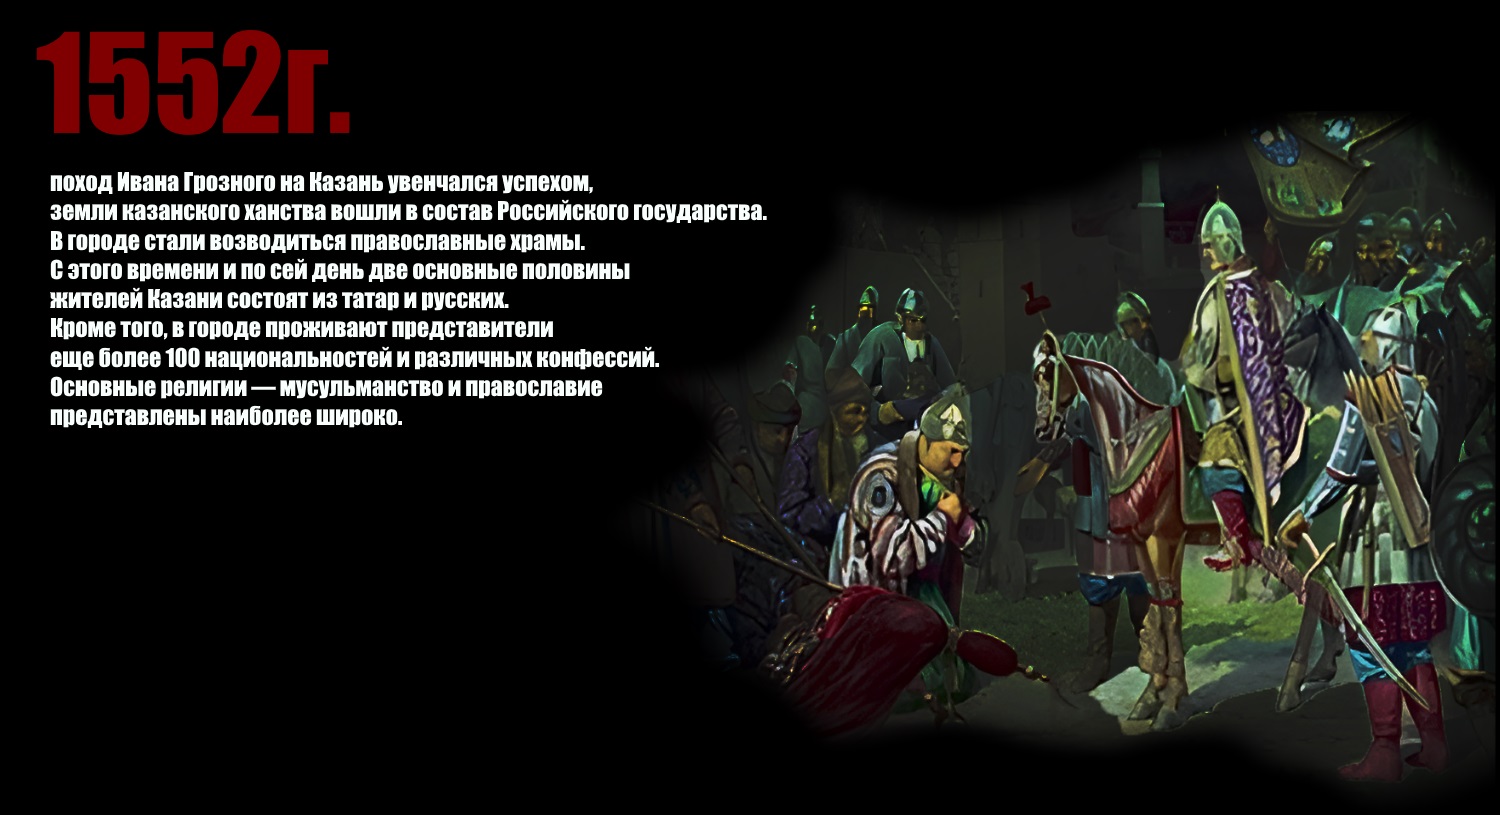 1552г.
поход Ивана Грозного на Казань увенчался успехом,
земли казанского ханства вошли в состав Российского государства.
В городе стали возводиться православные храмы.
С этого времени и по сей день две основные половины
жителей Казани состоят из татар и русских.
Кроме того, в городе проживают представители
еще более 100 национальностей и различных конфессий.
Основные религии — мусульманство и православие
представлены наиболее широко.